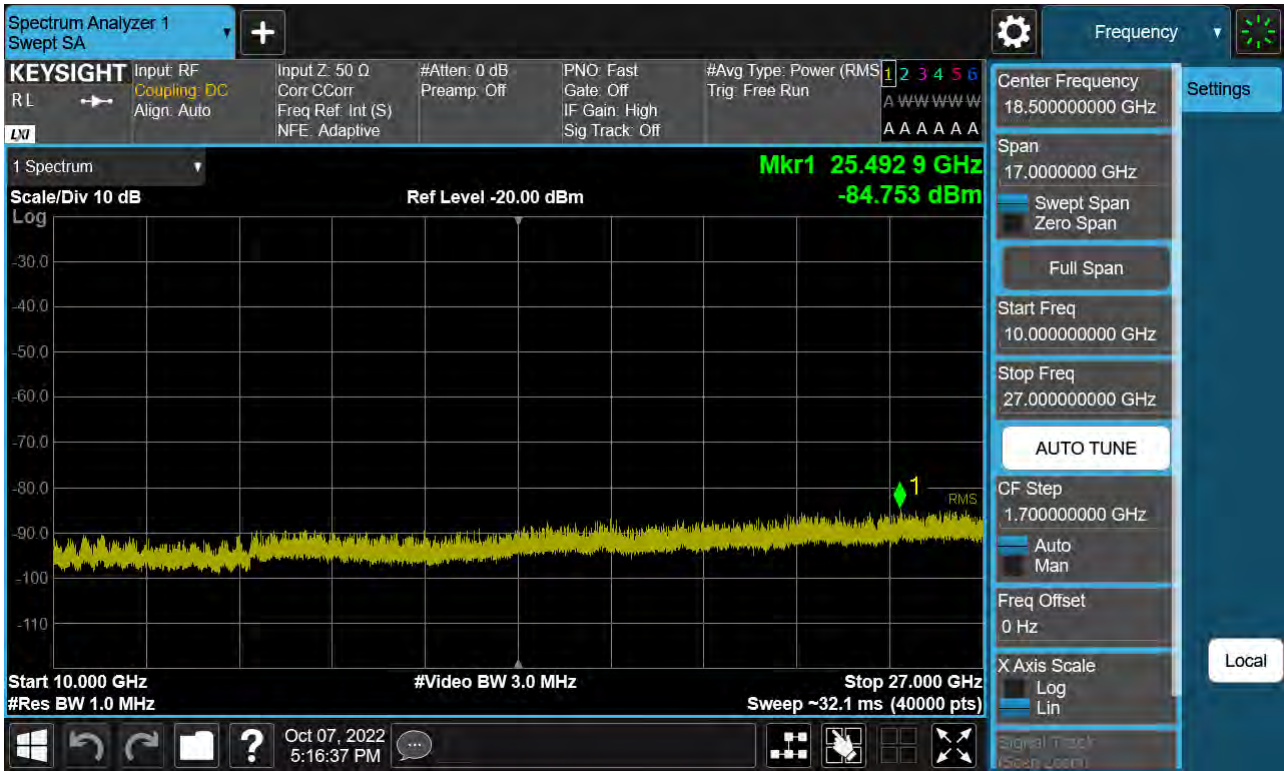 Spectrum Analyzer 1
Swept SA
+
Frequency
KEYSIGHT
RL
LXI
Input: RF
Coupling: DC
Align: Auto
Input Z: 50 Ω
Corr CCorr
Freq Ref: Int (S)
NFE: Adaptive
#Atten: 0 dB
Preamp: Off
PNO: Fast
Gate: Off
IF Gain: High
Sig Track: Off
#Avg Type: Power (RMS
Trig: Free Run
1 2 3 4 5 6
A W W W W W
A A A A A A
1 Spectrum
Scale/Div 10 dB
Ref Level -20.00 dBm
Mkr1 25.492 9 GHz
-84.753 dBm
Log
-30.0
-40.0
-50.0
-60.0
-70.0
-80.0
-90.0
-100
-110
1
RMS
Start 10.000 GHz
#Res BW 1.0 MHz
#Video BW 3.0 MHz
Stop 27.000 GHz
Sweep ~32.1 ms (40000 pts)
Center Frequency
18.500000000 GHz
Span
17.0000000 GHz
Swept Span
Zero Span
Full Span
Start Freq
10.000000000 GHz
Stop Freq
27.000000000 GHz
AUTO TUNE
CF Step
1.700000000 GHz
Auto
Man
Freq Offset
0 Hz
X Axis Scale
Log
Lin
Signal Track
(Span Zoom)
Settings
Local
?
Oct 07, 2022
5:16:37 PM